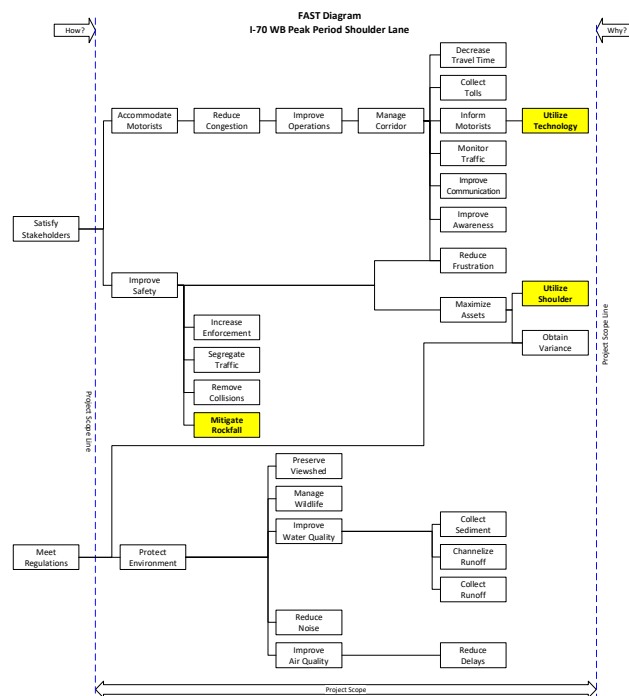 FAST Diagram
I-70 WB Peak Period Shoulder Lane
How?
Why?
Decrease
Travel Time
Collect
Tolls
Accommodate
Motorists
Reduce
Congestion
Improve
Operations
Manage
Corridor
Inform
Motorists
Utilize
Technology
Monitor
Traffic
Improve
Communication
Satisfy
Stakeholders
Improve
Awareness
Reduce
Frustration
Improve
Safety
Utilize
Shoulder
Maximize
Assets
Increase
Enforcement
Obtain
Variance
Project Scope Line
Segregate
Traffic
Remove
Collisions
Project Scope Line
Mitigate
Rockfall
Preserve
Viewshed
Manage
Wildlife
Improve
Water Quality
Collect
Sediment
Meet
Regulations
Protect
Environment
Channelize
Runoff
Collect
Runoff
Reduce
Noise
Improve
Air Quality
Reduce
Delays
Project Scope